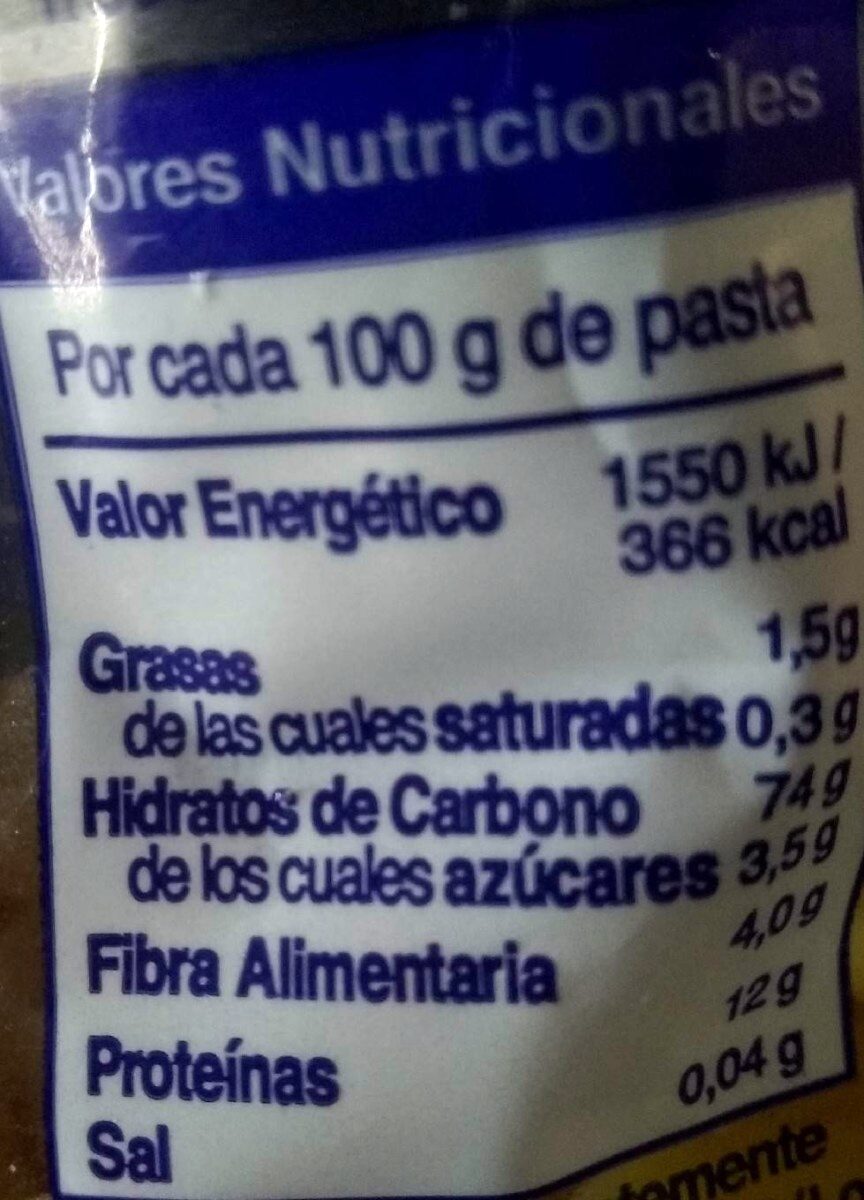 Valores Nutricionales
Por cada 100 g de pasta
Valor Energético 1550 kJ /
366 kcal
Grasas 1,5g
de las cuales saturadas 0,3 g
Hidratos de Carbono 74 g
de los cuales azúcares 3,5 g
Fibra Alimentaria 4,0 g
Proteínas 12 g
Sal 0,04 g